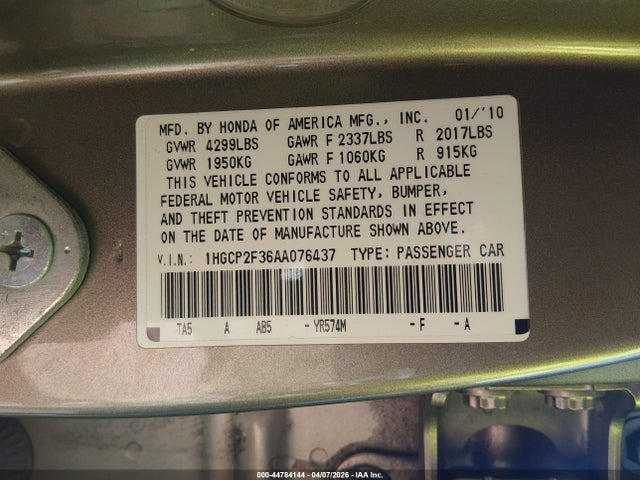 MFD. BY HONDA OF AMERICA MFG., INC. 01/'10
GVWR 4299LBS GAWR F 2337LBS R 2017LBS
GVWR 1950KG GAWR F 1060KG R 915KG
THIS VEHICLE CONFORMS TO ALL APPLICABLE
FEDERAL MOTOR VEHICLE SAFETY, BUMPER,
AND THEFT PREVENTION STANDARDS IN EFFECT
ON THE DATE OF MANUFACTURE SHOWN ABOVE.
V.I.N.: 1HGCP2F36AA076437 TYPE: PASSENGER CAR
TA5 A AB5 - YR574M - F - A
000-44784144 | 04/07/2026 | IAA, Inc.